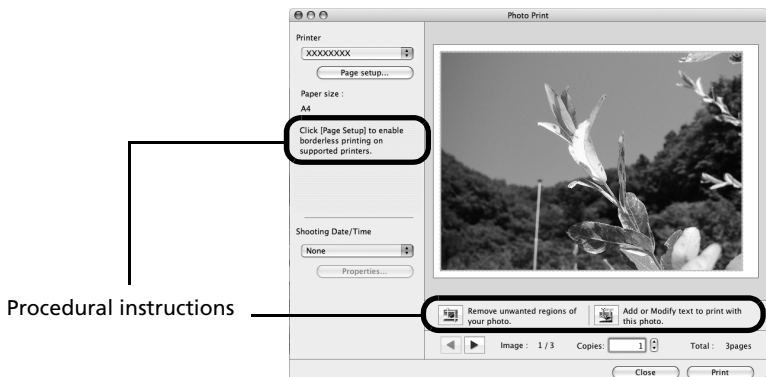 Photo Print
Printer
XXXXXXXX
Page setup...
Paper size :
A4
Click [Page Setup] to enable
borderless printing on
supported printers.
Shooting Date/Time
None
Properties...
Procedural instructions
Remove unwanted regions of
your photo.
Add or Modify text to print with
this photo.
Image : 1 / 3 Copies: 1 Total : 3pages
Close Print